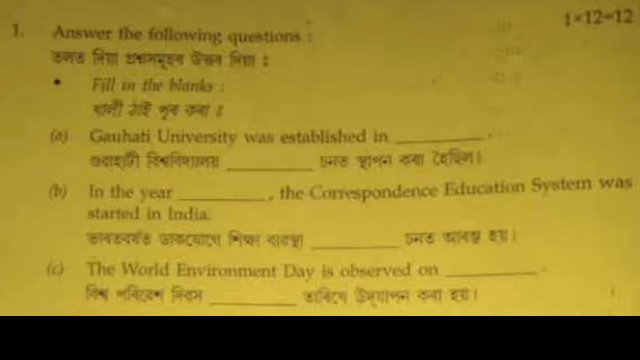 1×12=12
1. Answer the following questions :
তলত দিয়া প্ৰশ্নসমূহৰ উত্তৰ দিয়া ঃ
• Fill in the blanks :
খালী ঠাই পূৰ কৰা ঃ
(a) Gauhati University was established in ________ .
গুৱাহাটী বিশ্ববিদ্যালয় ________ চনত স্থাপন কৰা হৈছিল।
(b) In the year ________ , the Correspondence Education System was
started in India.
ভাৰতবৰ্ষত ডাকযোগে শিক্ষা ব্যৱস্থা ________ চনত আৰম্ভ হয়।
(c) The World Environment Day is observed on ________ .
বিশ্ব পৰিৱেশ দিৱস ________ তাৰিখে উদ্‌যাপন কৰা হয়।